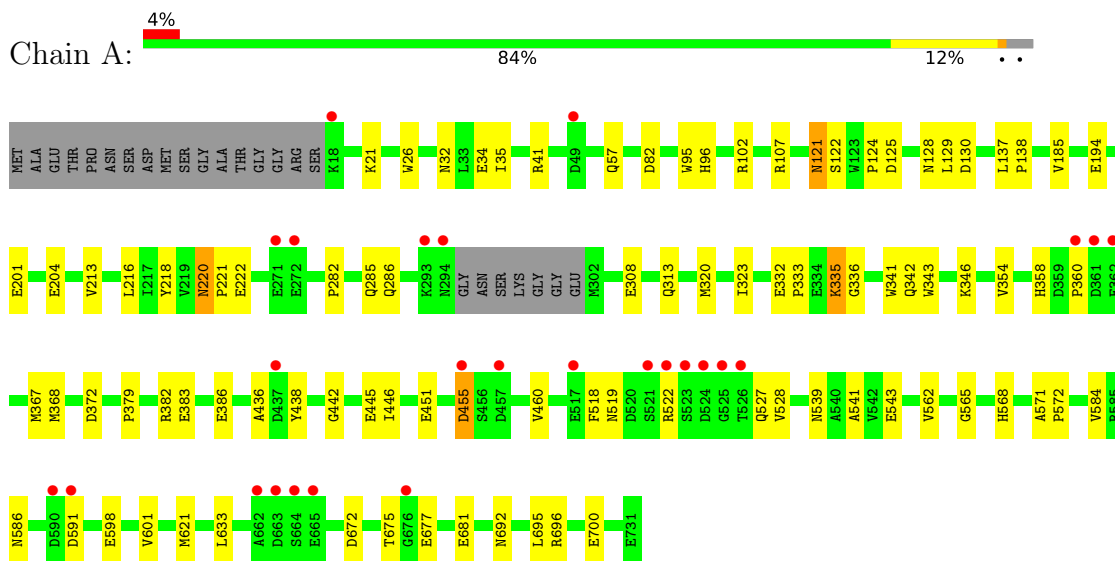 4%
Chain A:
84% 12% • •
MET ALA GLU THR PRO ASN SER ASP MET SER GLY ALA THR GLY GLY ARG SER K18 K21 W26 N32 L33 E34 I35 R41 D49 Q57 D82 W95 H96 R102 R107 N121 S122 W123 P124 D125 N128 L129 D130 L137 P138 V185 E194
E201 E204 V213 L216 I217 Y218 V219 N220 P221 E222 E271 E272 P282 Q285 Q286 K293 N294 GLY ASN SER LYS GLY GLY GLU M302 E308 Q313 M320 I323 E332 P333 E334 K335 G336 W341 Q342 W343 K346 V354 H358 D359 P360 D361 E362
M367 M368 D372 P379 R382 E383 E386 A436 D437 Y438 G442 E445 I446 E451 D455 S456 D457 V460 E517 F518 N519 D520 S521 R522 S523 D524 G525 T526 Q527 V528 N539 A540 A541 V542 E543 V562 G565 H568 A571 P572 V584 R585
N586 D590 D591 E598 V601 M621 L633 A662 D663 S664 E665 D672 T675 G676 E677 E681 N692 L695 R696 E700 E731